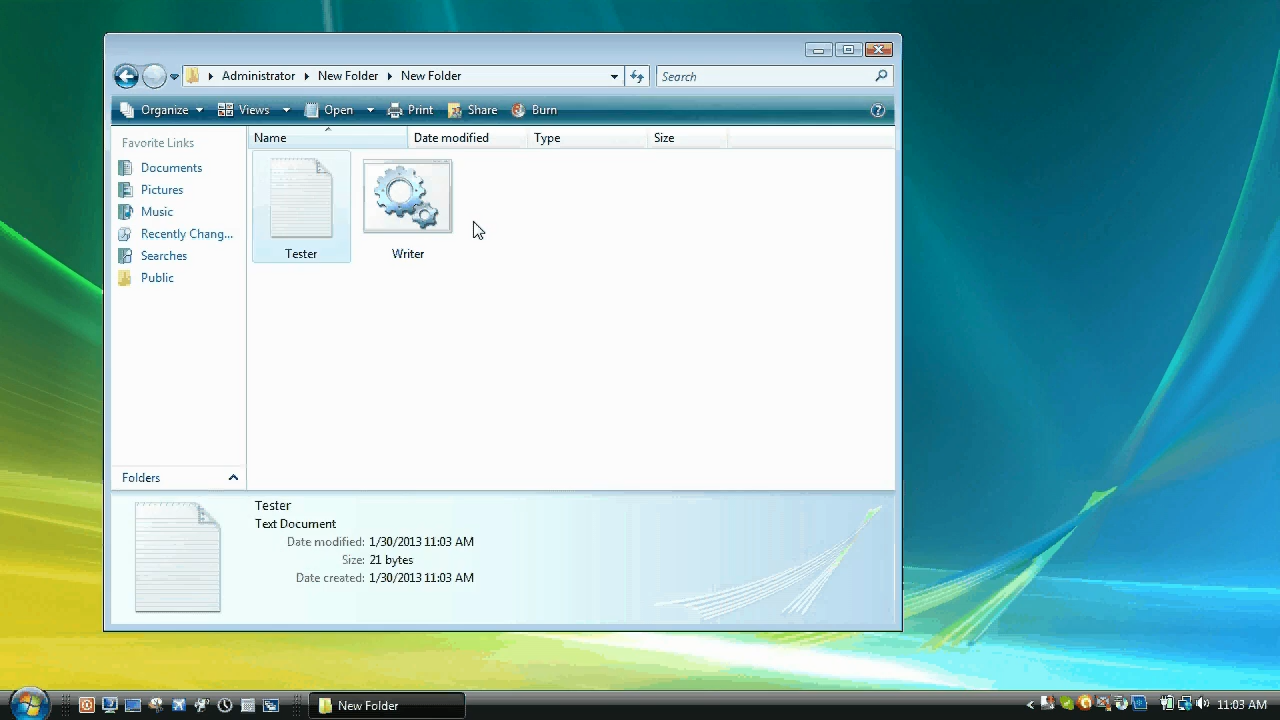 Administrator New Folder New Folder Search
Organize Views Open Print Share Burn
Favorite Links
Documents
Pictures
Music
Recently Chang...
Searches
Public
Folders
Name Date modified Type Size
Tester Writer
Tester
Text Document
Date modified: 1/30/2013 11:03 AM
Size: 21 bytes
Date created: 1/30/2013 11:03 AM
New Folder 11:03 AM